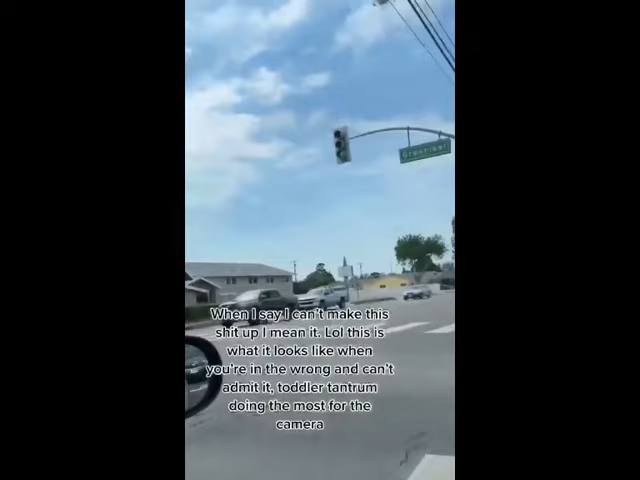 When I say I can't make this
shit up I mean it. Lol this is
what it looks like when
you're in the wrong and can't
admit it, toddler tantrum
doing the most for the
camera